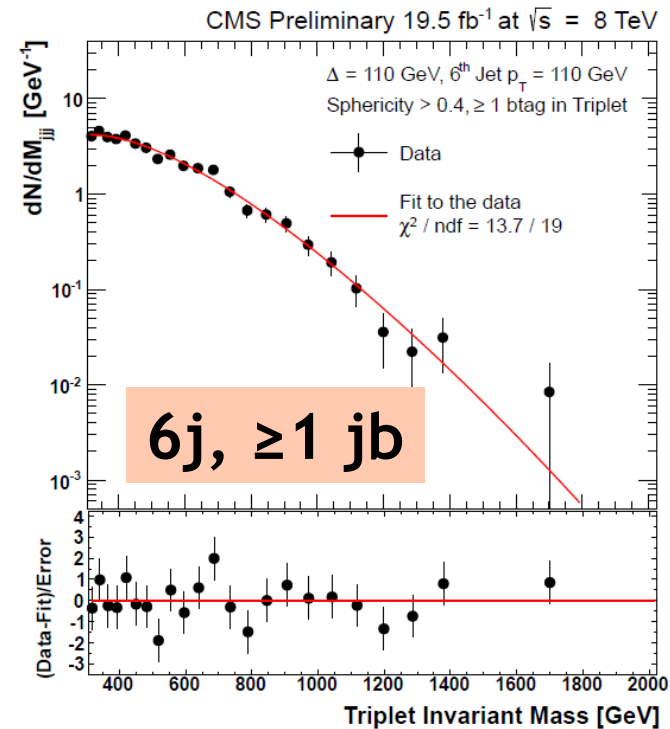 CMS Preliminary 19.5 fb⁻¹ at √s = 8 TeV
dN/dM_jjj [GeV⁻¹]
Δ = 110 GeV, 6th Jet p_T = 110 GeV
Sphericity > 0.4, ≥ 1 btag in Triplet
Data
Fit to the data
χ² / ndf = 13.7 / 19
10
1
10⁻¹
10⁻²
10⁻³
6j, ≥1 jb
(Data-Fit)/Error
4
3
2
1
0
-1
-2
-3
400 600 800 1000 1200 1400 1600 1800 2000
Triplet Invariant Mass [GeV]